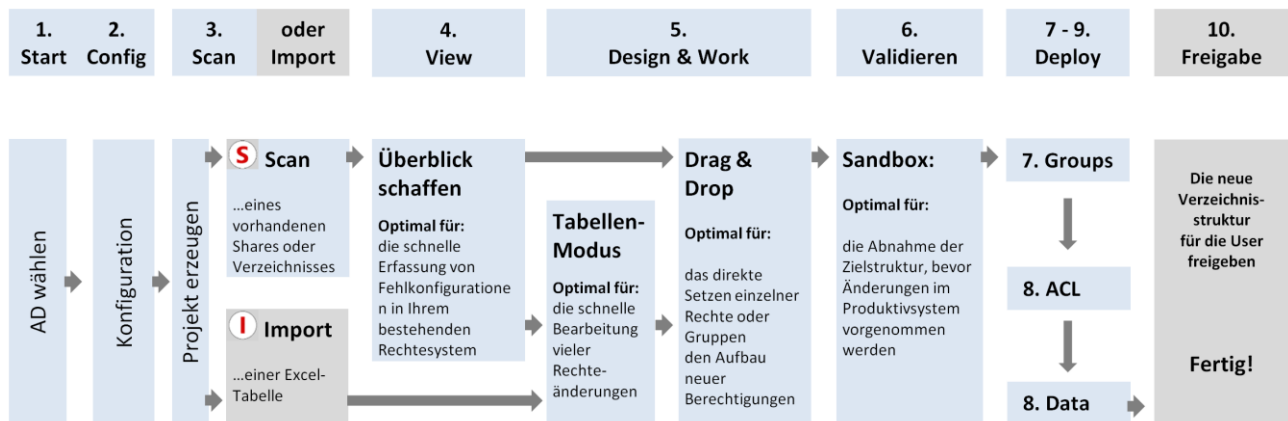 1.
Start
2.
Config
3.
Scan
oder
Import
4.
View
5.
Design & Work
6.
Validieren
7 - 9.
Deploy
10.
Freigabe
AD wählen
Konfiguration
Projekt erzeugen
S Scan
...eines
vorhandenen
Shares oder
Verzeichnisses
I Import
...einer Excel-
Tabelle
Überblick
schaffen
Optimal für:
die schnelle
Erfassung von
Fehlkonfiguratione
n in Ihrem
bestehenden
Rechtesystem
Tabellen-
Modus
Optimal für:
die schnelle
Bearbeitung
vieler
Rechte-
änderungen
Drag &
Drop
Optimal für:
das direkte
Setzen einzelner
Rechte oder
Gruppen
den Aufbau
neuer
Berechtigungen
Sandbox:
Optimal für:
die Abnahme der
Zielstruktur, bevor
Änderungen im
Produktivsystem
vorgenommen
werden
7. Groups
8. ACL
8. Data
Die neue
Verzeichnis-
struktur
für die User
freigeben
Fertig!